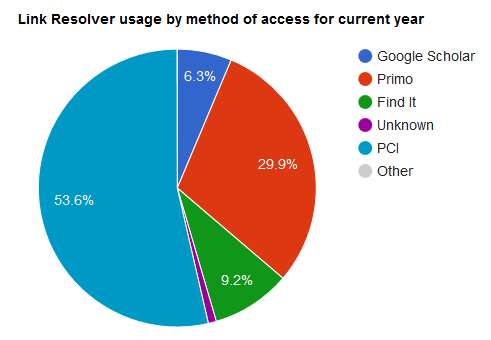 Link Resolver usage by method of access for current year
6.3%
29.9%
53.6%
9.2%
Google Scholar
Primo
Find It
Unknown
PCI
Other